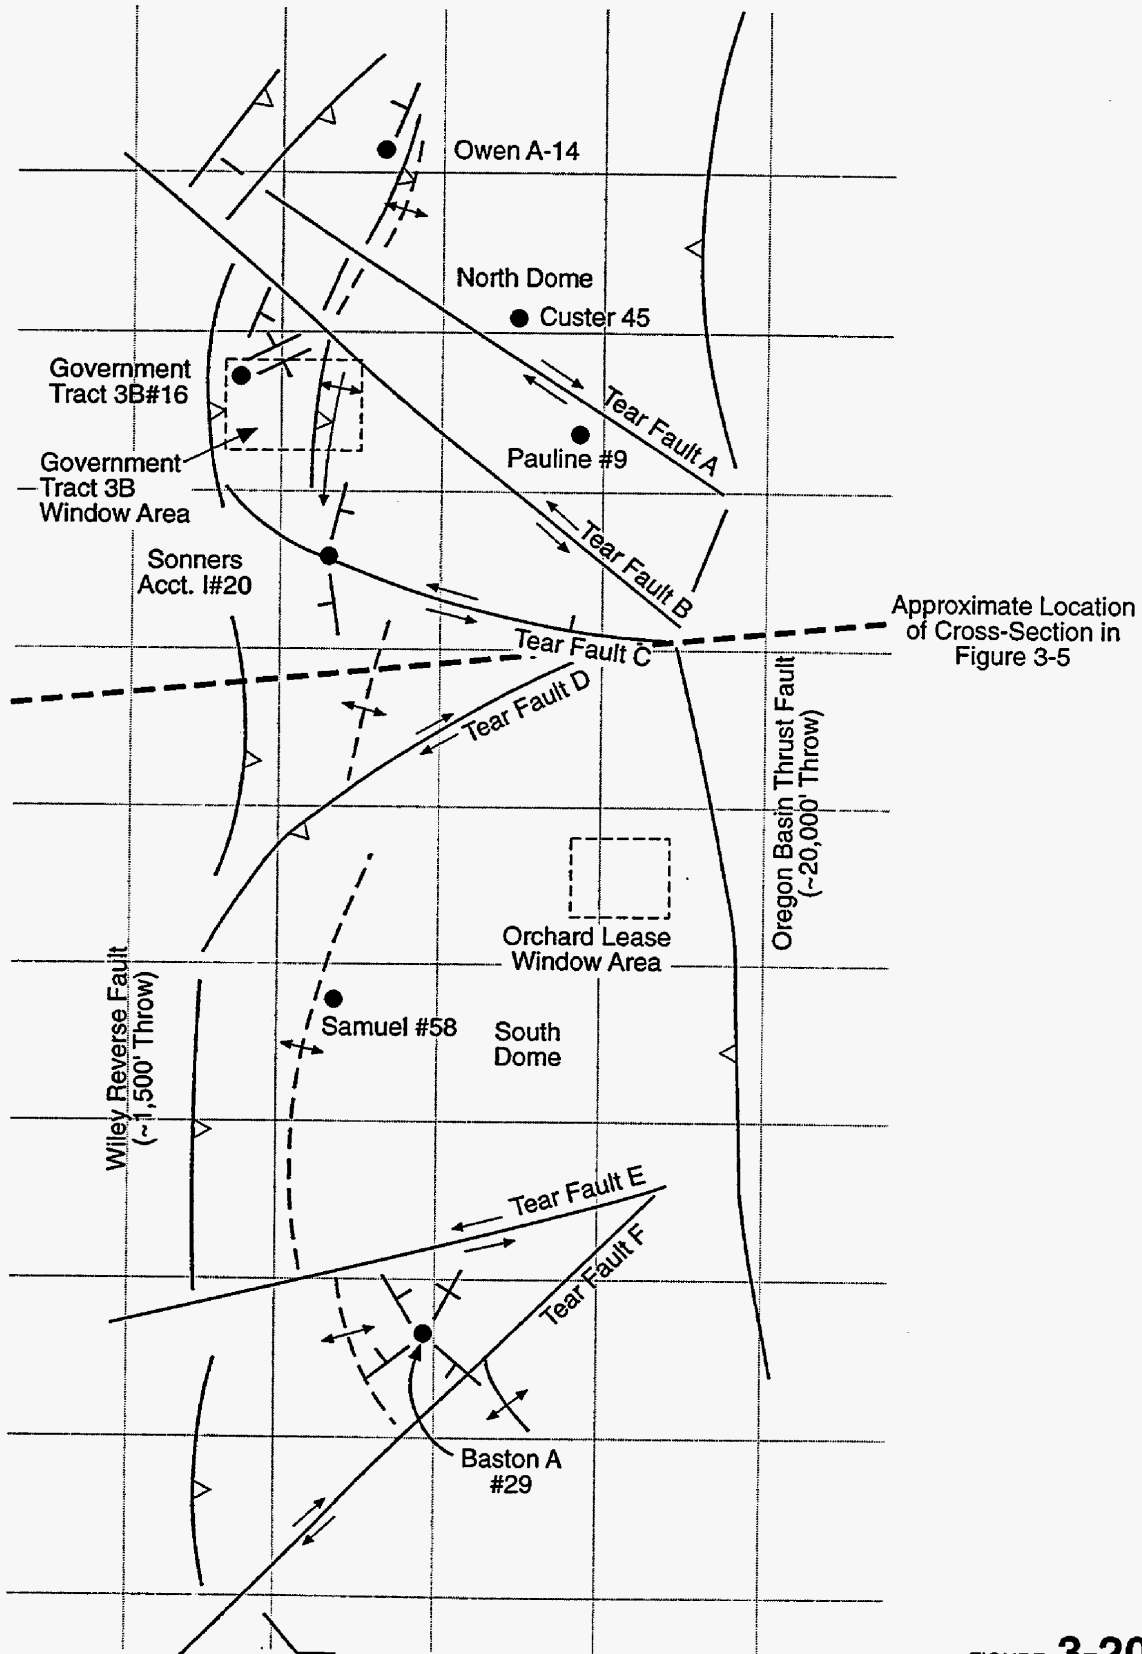 Owen A-14
North Dome
Custer 45
Government
Tract 3B#16
Tear Fault A
Pauline #9
Government
Tract 3B
Window Area
Tear Fault B
Sonners
Acct. I#20
Approximate Location
of Cross-Section in
Figure 3-5
Tear Fault C
Tear Fault D
Oregon Basin Thrust Fault
(~20,000' Throw)
Orchard Lease
Window Area
Wiley Reverse Fault
(~1,500' Throw)
Samuel #58
South
Dome
Tear Fault E
Tear Fault F
Baston A
#29
FIGURE 3-20